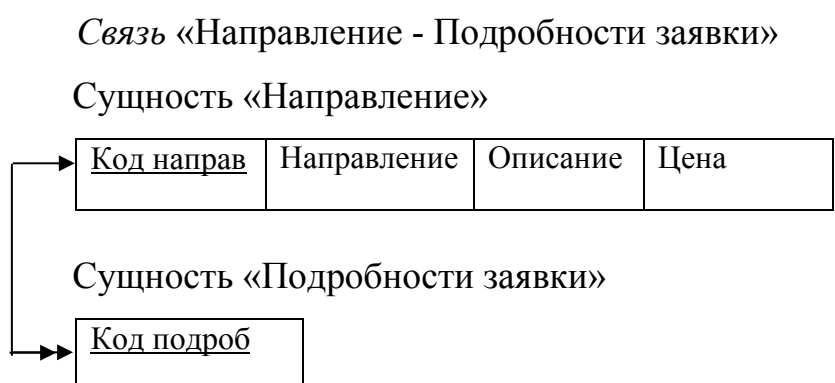 Связь «Направление - Подробности заявки»
Сущность «Направление»
Код направ Направление Описание Цена
Сущность «Подробности заявки»
Код подроб